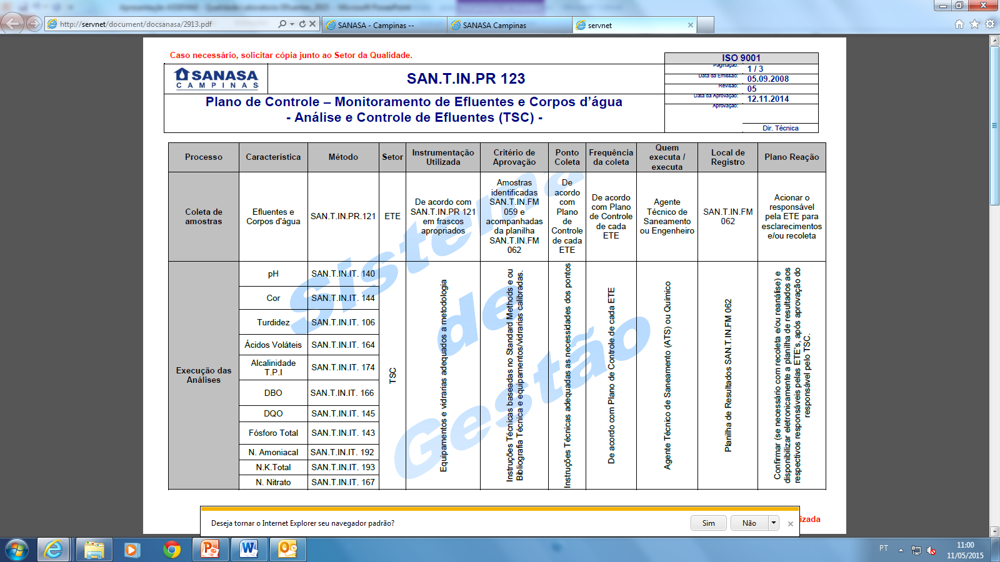 Apresentação ASSEMAE - Qualidade Laboratório Efluentes_2015 - Microsoft PowerPoint
http://servnet/document/docsanasa/2913.pdf
SANASA - Campinas --
SANASA Campinas
servnet
Caso necessário, solicitar cópia junto ao Setor da Qualidade.
SANASA
CAMPINAS
SAN.T.IN.PR 123
Plano de Controle – Monitoramento de Efluentes e Corpos d’água
- Análise e Controle de Efluentes (TSC) -
ISO 9001
Paginação: 1 / 3
Data da Emissão: 05.09.2008
Revisão: 05
Data da Aprovação: 12.11.2014
Aprovação:
Dir. Técnica
Processo
Característica
Método
Setor
Instrumentação
Utilizada
Critério de
Aprovação
Ponto
Coleta
Frequência
da coleta
Quem
executa /
executa
Local de
Registro
Plano Reação
Coleta de
amostras
Efluentes e
Corpos d'água
SAN.T.IN.PR.121
ETE
De acordo com
SAN.T.IN.PR 121
em frascos
apropriados
Amostras
identificadas
SAN.T.IN.FM
059 e
acompanhadas
da planilha
SAN.T.IN.FM
062
De
acordo
com
Plano
de
Controle
de cada
ETE
De acordo
com Plano
de Controle
de cada
ETE
Agente
Técnico de
Saneamento
ou Engenheiro
SAN.T.IN.FM
062
Acionar o
responsável
pela ETE para
esclarecimentos
e/ou recoleta
Execução das
Análises
pH
SAN.T.IN.IT. 140
Cor
SAN.T.IN.IT. 144
Turdidez
SAN.T.IN.IT. 106
Ácidos Voláteis
SAN.T.IN.IT. 164
Alcalinidade
T.P.I
SAN.T.IN.IT. 174
DBO
SAN.T.IN.IT. 166
DQO
SAN.T.IN.IT. 145
Fósforo Total
SAN.T.IN.IT. 143
N. Amoniacal
SAN.T.IN.IT. 192
N.K.Total
SAN.T.IN.IT. 193
N. Nitrato
SAN.T.IN.IT. 167
TSC
Equipamentos e vidrarias adequados a metodologia
Instruções Técnicas baseadas no Standard Methods e ou
Bibliografia Técnica e equipamentos/vidrarias calibradas.
Instruções Técnicas adequadas as necessidades dos pontos
De acordo com Plano de Controle de cada ETE
Agente Técnico de Saneamento (ATS) ou Químico
Planilha de Resultados SAN.T.IN.FM 062
Confirmar (se necessário com recoleta e/ou reanálise) e
disponibilizar eletronicamente a planilha de resultados aos
respectivos responsáveis pelas ETE's, após aprovação do
responsável pelo TSC.
Sistema
de
Gestão
izada
Deseja tornar o Internet Explorer seu navegador padrão?
Sim
Não
PT
11:00
11/05/2015